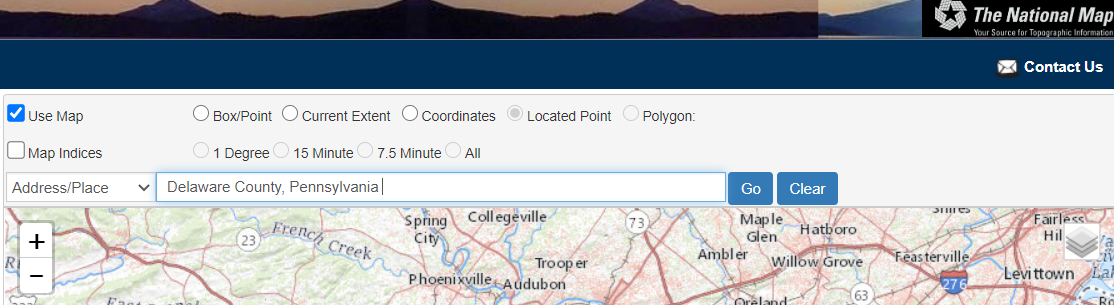 The National Map
Your Source for Topographic Information
Contact Us
Use Map Box/Point Current Extent Coordinates Located Point Polygon:
Map Indices 1 Degree 15 Minute 7.5 Minute All
Address/Place Delaware County, Pennsylvania Go Clear
+
−
Spring City
Collegeville
73
Maple Glen
Hatboro
Fairless
23
French Creek
Trooper
Ambler
Willow Grove
Feasterville
Phoenixville
Audubon
276
Levittown
Oreland
63